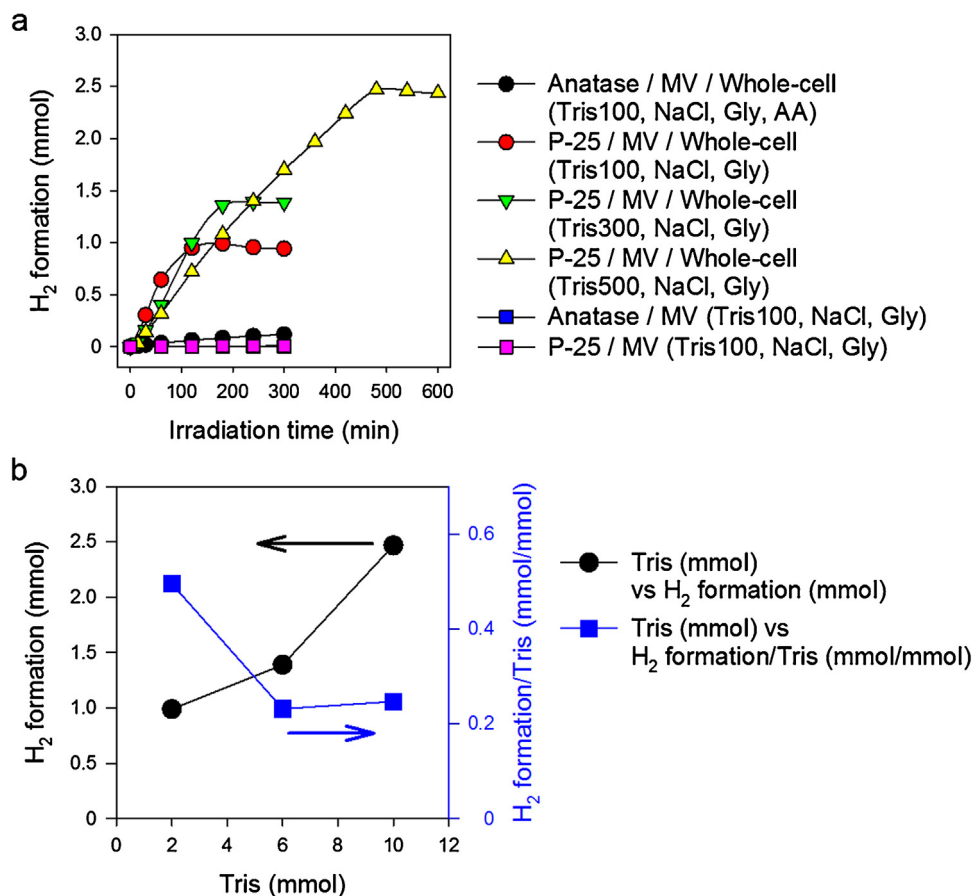 a
H2 formation (mmol)
3.0
2.5
2.0
1.5
1.0
0.5
0
0 100 200 300 400 500 600
Irradiation time (min)
Anatase / MV / Whole-cell
(Tris100, NaCl, Gly, AA)
P-25 / MV / Whole-cell
(Tris100, NaCl, Gly)
P-25 / MV / Whole-cell
(Tris300, NaCl, Gly)
P-25 / MV / Whole-cell
(Tris500, NaCl, Gly)
Anatase / MV (Tris100, NaCl, Gly)
P-25 / MV (Tris100, NaCl, Gly)
b
H2 formation (mmol)
3.0
2.5
2.0
1.5
1.0
0.5
0
0 2 4 6 8 10 12
Tris (mmol)
0.6
0.4
0.2
0
H2 formation/Tris (mmol/mmol)
Tris (mmol)
vs H2 formation (mmol)
Tris (mmol) vs
H2 formation/Tris (mmol/mmol)